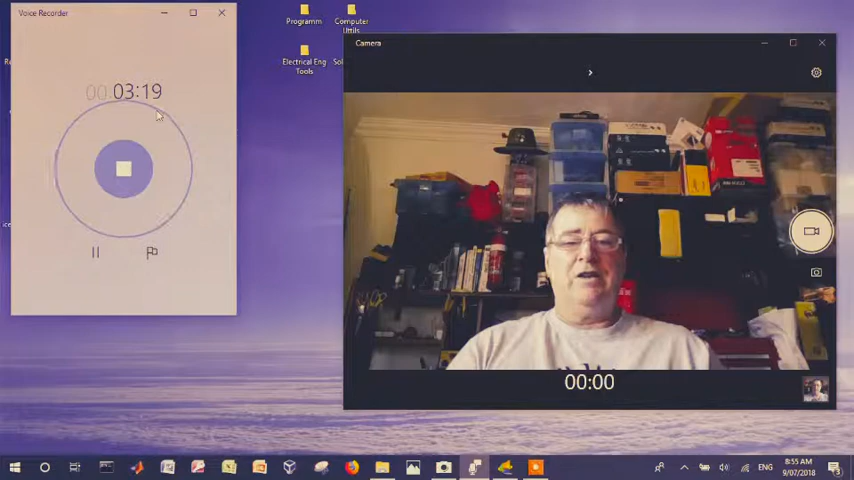 Voice Recorder
00:03:19
Programm
Computer
Uttils
Electrical Eng
Tools
Camera
00:00
ENG
8:55 AM
9/07/2018